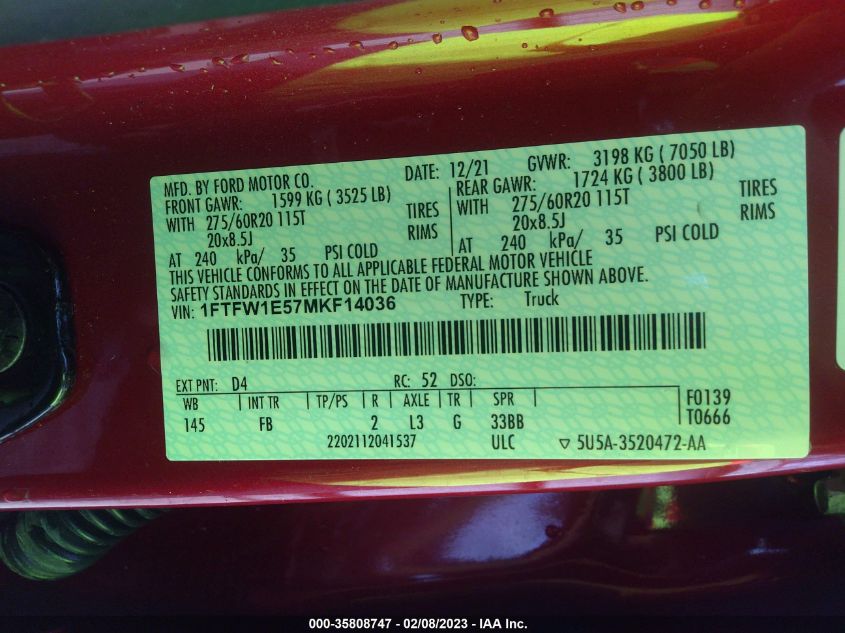 MFD. BY FORD MOTOR CO. DATE: 12/21 GVWR: 3198 KG ( 7050 LB)
FRONT GAWR: 1599 KG ( 3525 LB) REAR GAWR: 1724 KG ( 3800 LB)
WITH 275/60R20 115T TIRES WITH 275/60R20 115T TIRES
20x8.5J RIMS 20x8.5J RIMS
AT 240 kPa/ 35 PSI COLD AT 240 kPa/ 35 PSI COLD
THIS VEHICLE CONFORMS TO ALL APPLICABLE FEDERAL MOTOR VEHICLE
SAFETY STANDARDS IN EFFECT ON THE DATE OF MANUFACTURE SHOWN ABOVE.
VIN: 1FTFW1E57MKF14036 TYPE: Truck
EXT PNT: D4 RC: 52 DSO:
WB INT TR TP/PS R AXLE TR SPR F0139
145 FB 2 L3 G 33BB T0666
2202112041537 ULC ▽ 5U5A-3520472-AA
000-35808747 - 02/08/2023 - IAA Inc.